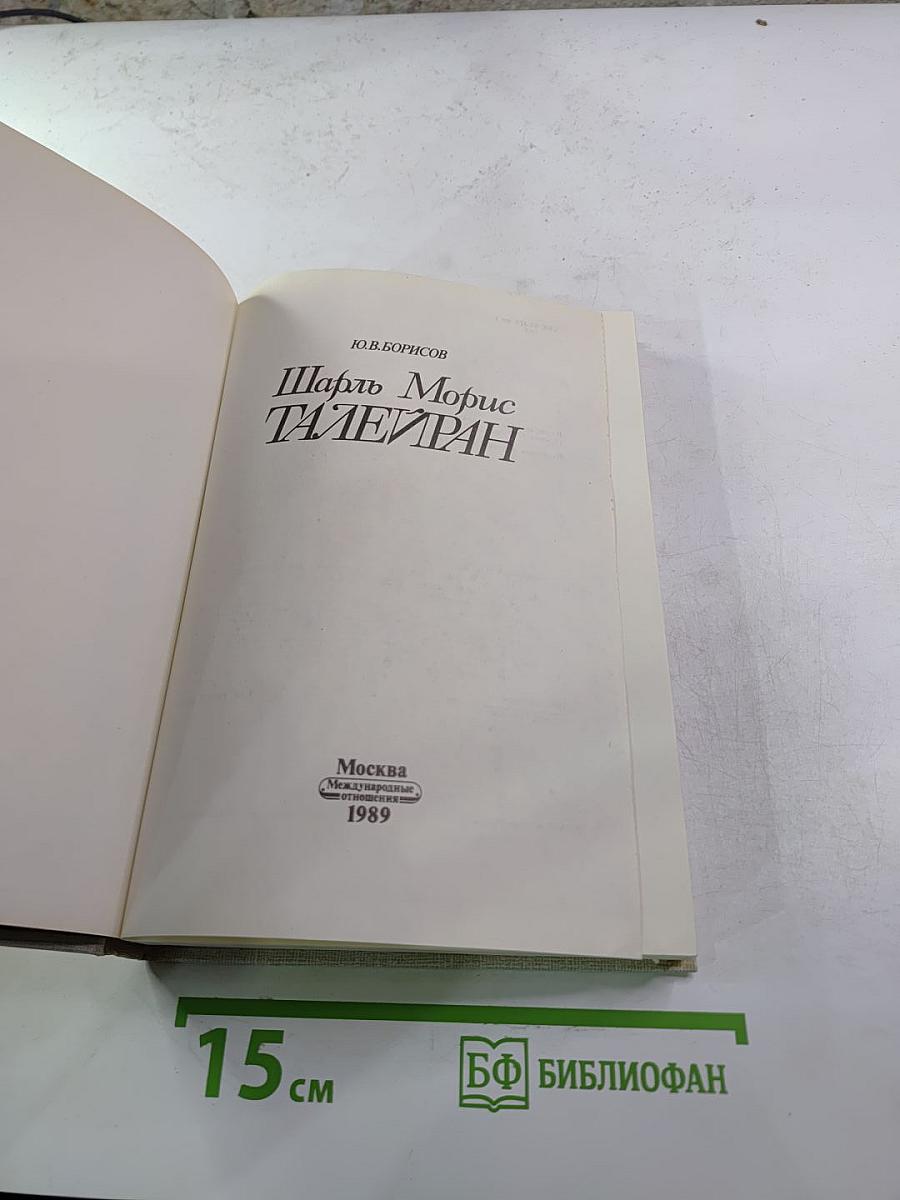 Ю.В.БОРИСОВ
Шарль Морис
ТАЛЕЙРАН
Москва
Международные
отношения
1989
15 см
БФ БИБЛИОФАН